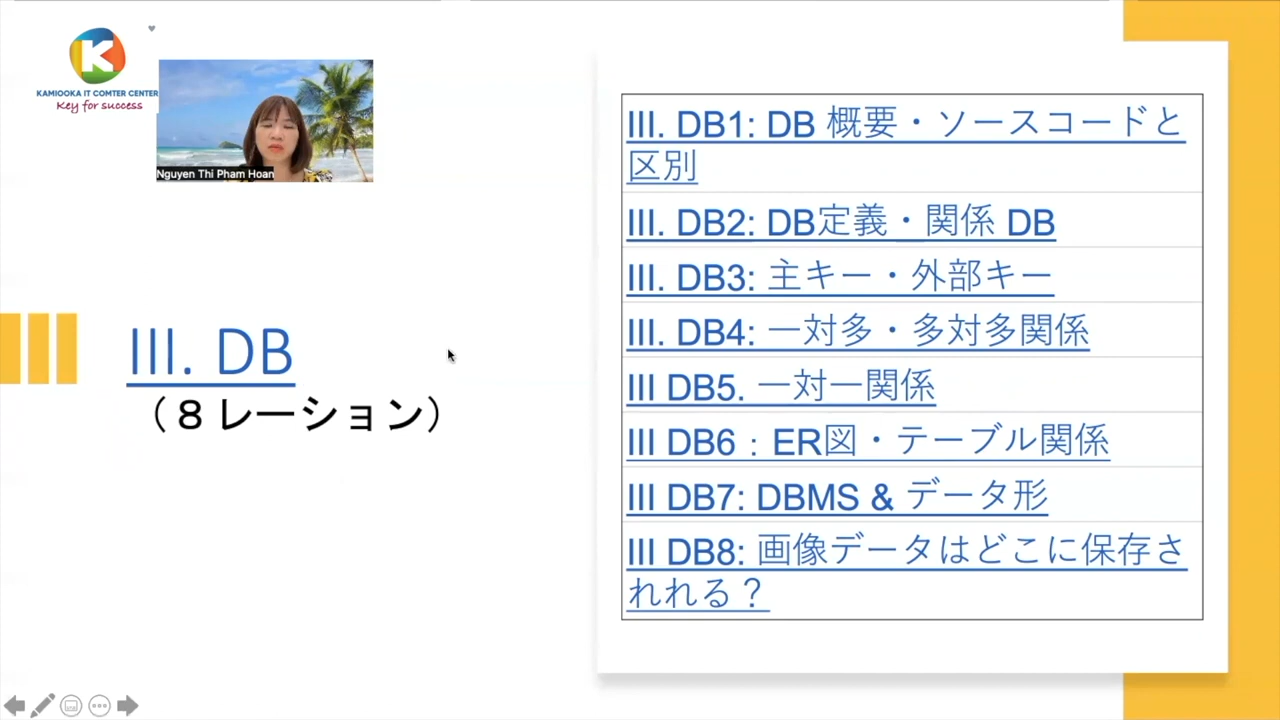 KAMIOOKA IT COMTER CENTER
Key for success
Nguyen Thi Pham Hoan
III. DB
（８レーション）
III. DB1: DB 概要・ソースコードと
区別
III. DB2: DB定義・関係 DB
III. DB3: 主キー・外部キー
III. DB4: 一対多・多対多関係
III DB5. 一対一関係
III DB6：ER図・テーブル関係
III DB7: DBMS & データ形
III DB8: 画像データはどこに保存さ
れれる？